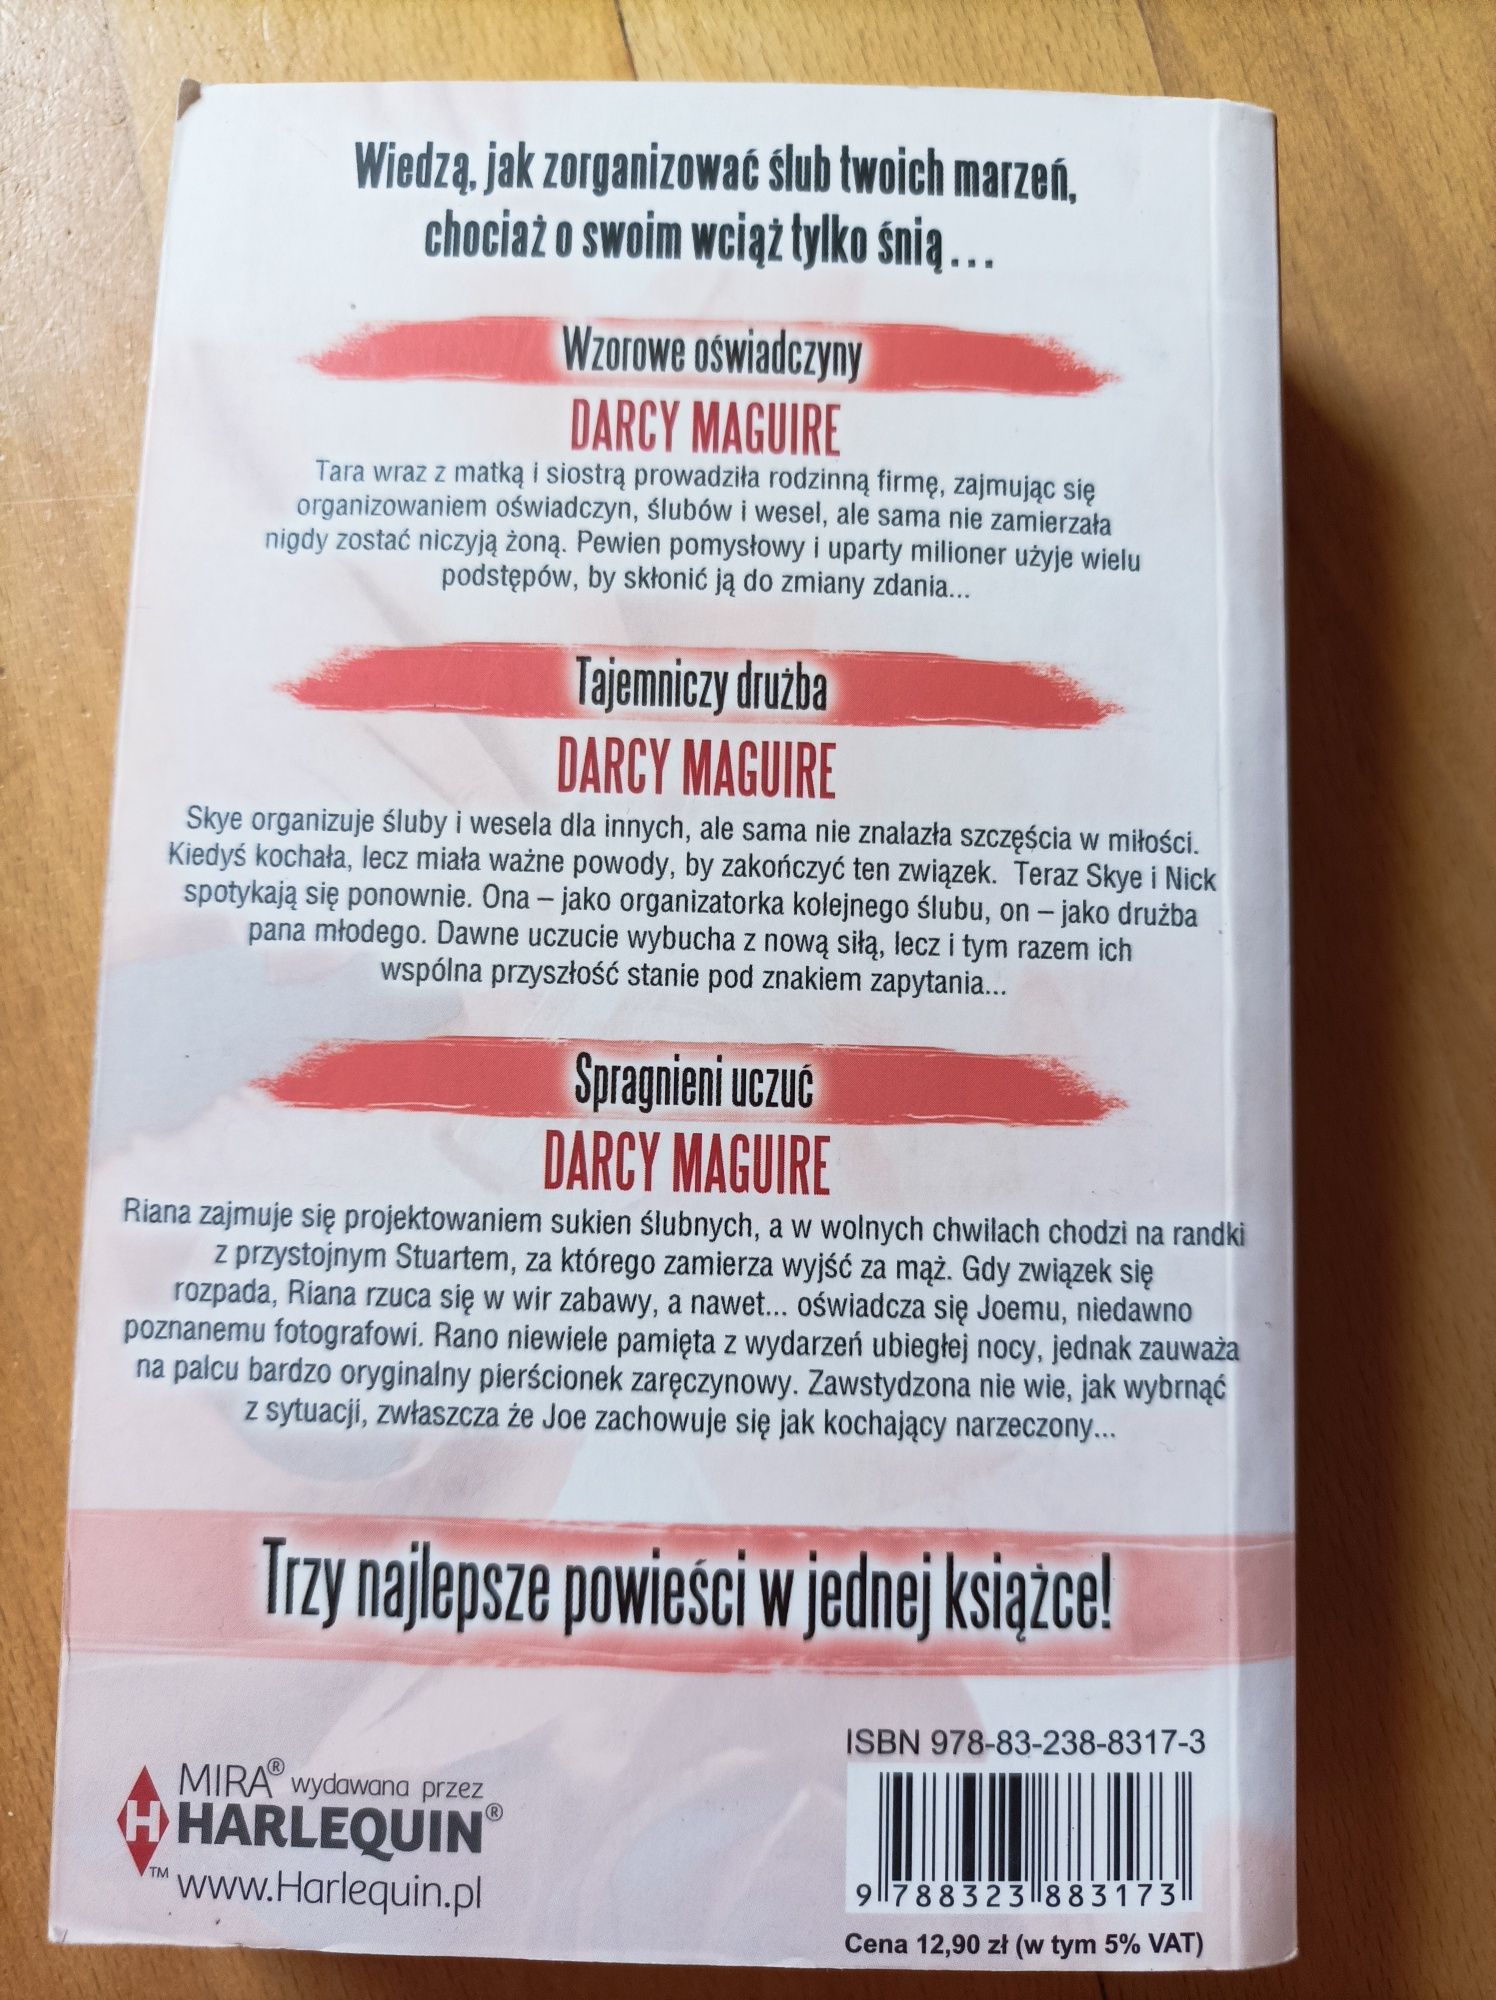 Wiedzą, jak zorganizować ślub twoich marzeń,
chociaż o swoim wciąż tylko śnią...
Wzorowe oświadczyny
DARCY MAGUIRE
Tara wraz z matką i siostrą prowadziła rodzinną firmę, zajmując się
organizowaniem oświadczyn, ślubów i wesel, ale sama nie zamierzała
nigdy zostać niczyją żoną. Pewien pomysłowy i uparty milioner użyje wielu
podstępów, by skłonić ją do zmiany zdania...
Tajemniczy drużba
DARCY MAGUIRE
Skye organizuje śluby i wesela dla innych, ale sama nie znalazła szczęścia w miłości.
Kiedyś kochała, lecz miała ważne powody, by zakończyć ten związek. Teraz Skye i Nick
spotykają się ponownie. Ona – jako organizatorka kolejnego ślubu, on – jako drużba
pana młodego. Dawne uczucie wybucha z nową siłą, lecz i tym razem ich
wspólna przyszłość stanie pod znakiem zapytania...
Spragnieni uczuć
DARCY MAGUIRE
Riana zajmuje się projektowaniem sukien ślubnych, a w wolnych chwilach chodzi na randki
z przystojnym Stuartem, za którego zamierza wyjść za mąż. Gdy związek się
rozpada, Riana rzuca się w wir zabawy, a nawet... oświadcza się Joemu, niedawno
poznanemu fotografowi. Rano niewiele pamięta z wydarzeń ubiegłej nocy, jednak zauważa
na palcu bardzo oryginalny pierścionek zaręczynowy. Zawstydzona nie wie, jak wybrnąć
z sytuacji, zwłaszcza że Joe zachowuje się jak kochający narzeczony...
Trzy najlepsze powieści w jednej książce!
MIRA® wydawana przez
H HARLEQUIN®
™ www.Harlequin.pl
ISBN 978-83-238-8317-3
9 788323 883173
Cena 12,90 zł (w tym 5% VAT)